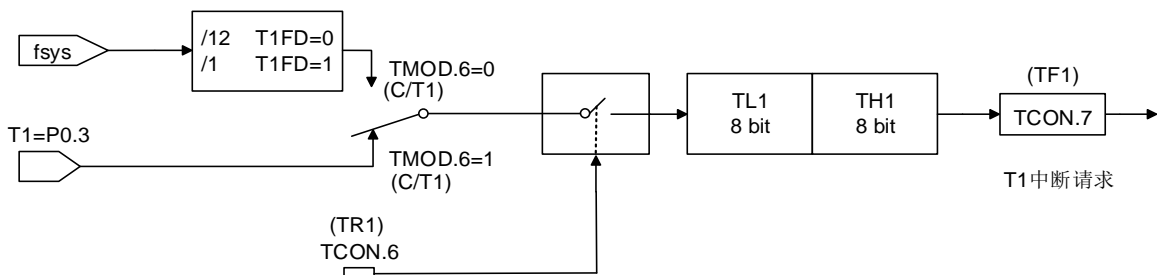 fsys
/12 T1FD=0
/1 T1FD=1
TMOD.6=0
(C/T1)
T1=P0.3
TMOD.6=1
(C/T1)
(TR1)
TCON.6
TL1
8 bit
TH1
8 bit
(TF1)
TCON.7
T1中断请求